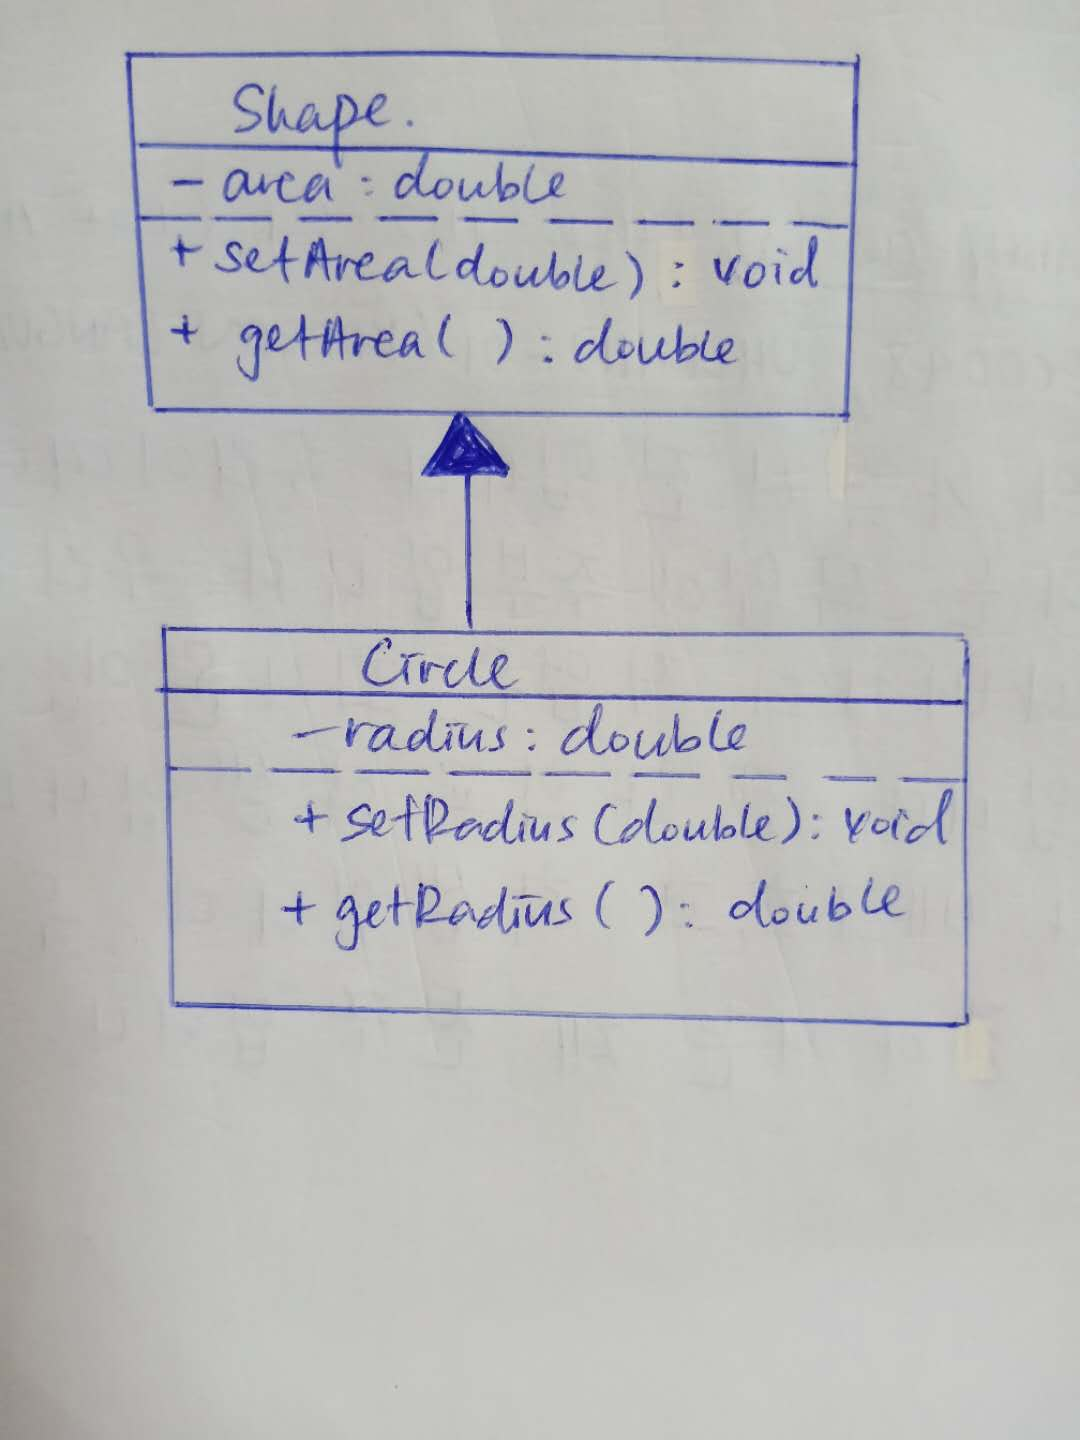 Shape.
- area : double
+ setArea(double) : void
+ getArea( ) : double
Circle
-radius : double
+ setRadius (double) : void
+ getRadius ( ) : double